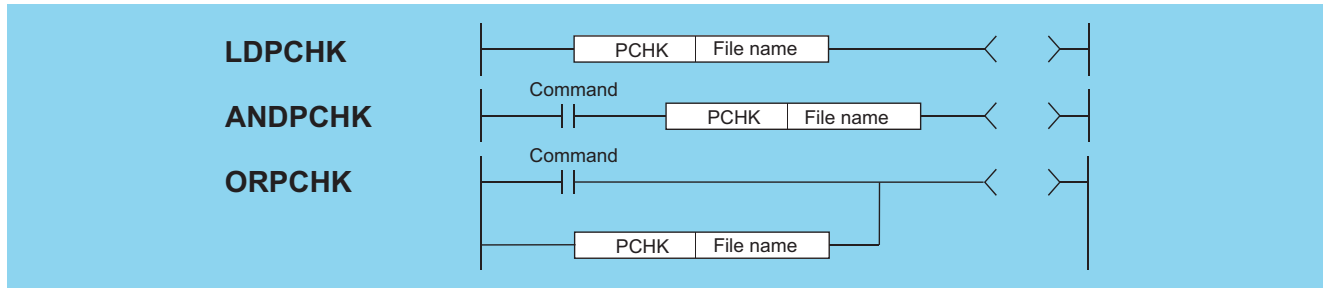 LDPCHK
PCHK File name
Command
ANDPCHK
PCHK File name
Command
ORPCHK
PCHK File name